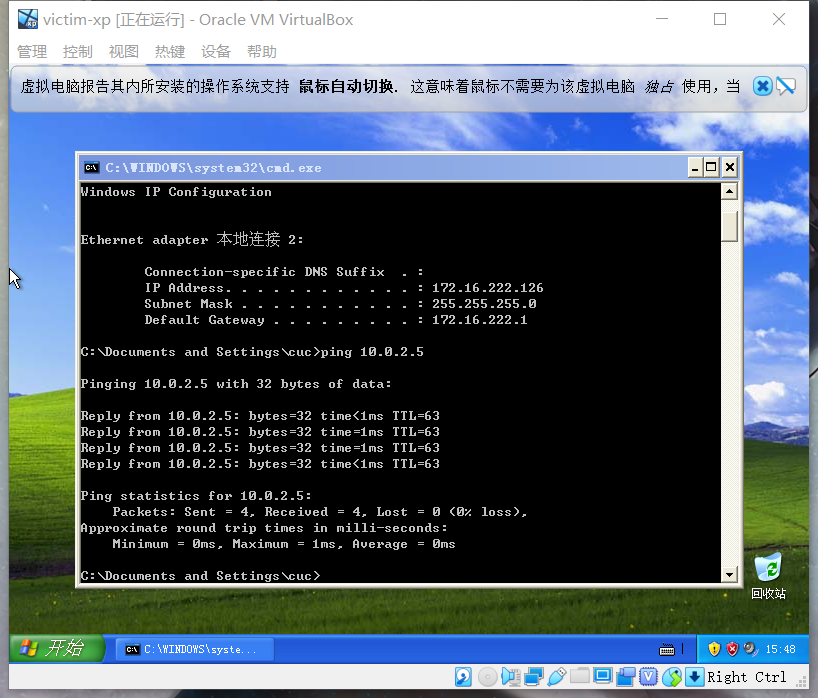 victim-xp [正在运行] - Oracle VM VirtualBox
管理 控制 视图 热键 设备 帮助
虚拟电脑报告其内所安装的操作系统支持 鼠标自动切换. 这意味着鼠标不需要为该虚拟电脑 独占 使用，当
C:\WINDOWS\system32\cmd.exe
Windows IP Configuration
Ethernet adapter 本地连接 2:
Connection-specific DNS Suffix . :
IP Address. . . . . . . . . . . . : 172.16.222.126
Subnet Mask . . . . . . . . . . . : 255.255.255.0
Default Gateway . . . . . . . . . : 172.16.222.1
C:\Documents and Settings\cuc>ping 10.0.2.5
Pinging 10.0.2.5 with 32 bytes of data:
Reply from 10.0.2.5: bytes=32 time<1ms TTL=63
Reply from 10.0.2.5: bytes=32 time=1ms TTL=63
Reply from 10.0.2.5: bytes=32 time=1ms TTL=63
Reply from 10.0.2.5: bytes=32 time<1ms TTL=63
Ping statistics for 10.0.2.5:
Packets: Sent = 4, Received = 4, Lost = 0 (0% loss),
Approximate round trip times in milli-seconds:
Minimum = 0ms, Maximum = 1ms, Average = 0ms
C:\Documents and Settings\cuc>
回收站
开始 C:\WINDOWS\syste... 15:48
Right Ctrl